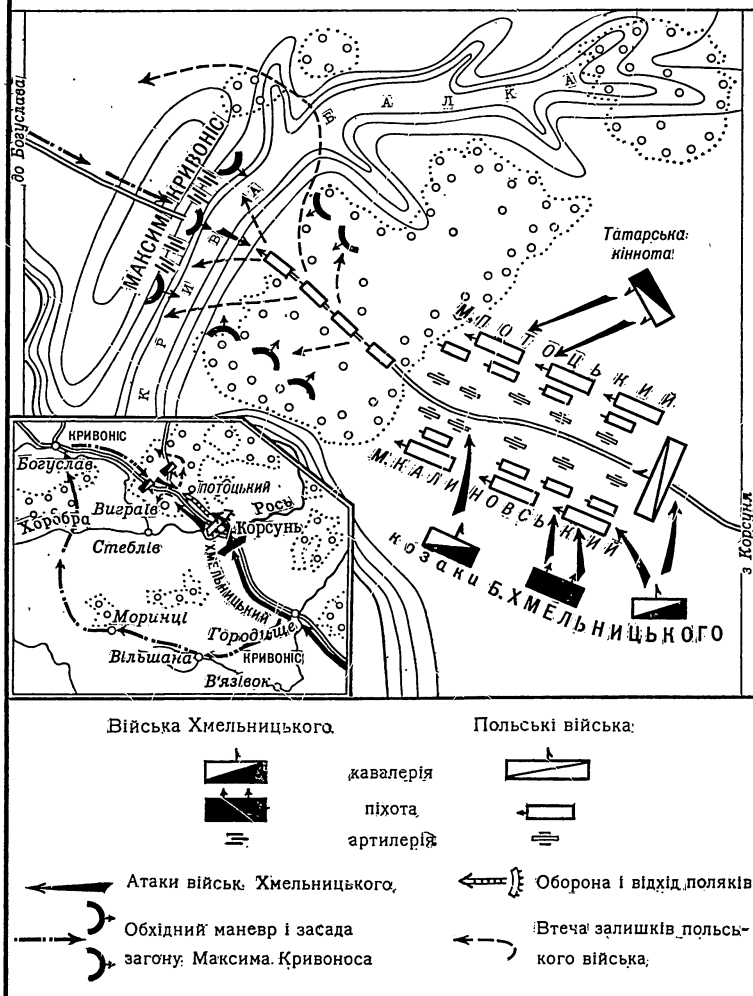 до Богуслава
КРИВА БАЛКА
МАКСИМ КРИВОНІС
Татарська
кіннота
М. ПОТОЦЬКИЙ
М. КАЛИНОВСЬКИЙ
козаки Б. ХМЕЛЬНИЦЬКОГО
з Корсуня
КРИВОНІС
Богуслав
ПОТОЦЬКИЙ
Хоробра
Виграїв
Рось
Корсунь
Стеблів
ХМЕЛЬНИЦЬКИЙ
Моринці
Городище
Вільшана
КРИВОНІС
В'язівок
Війська Хмельницького
Польські війська
кавалерія
піхота
артилерія
Атаки військ Хмельницького
Оборона і відхід поляків
Обхідний маневр і засада
загону Максима Кривоноса
Втеча залишків польсь-
кого війська